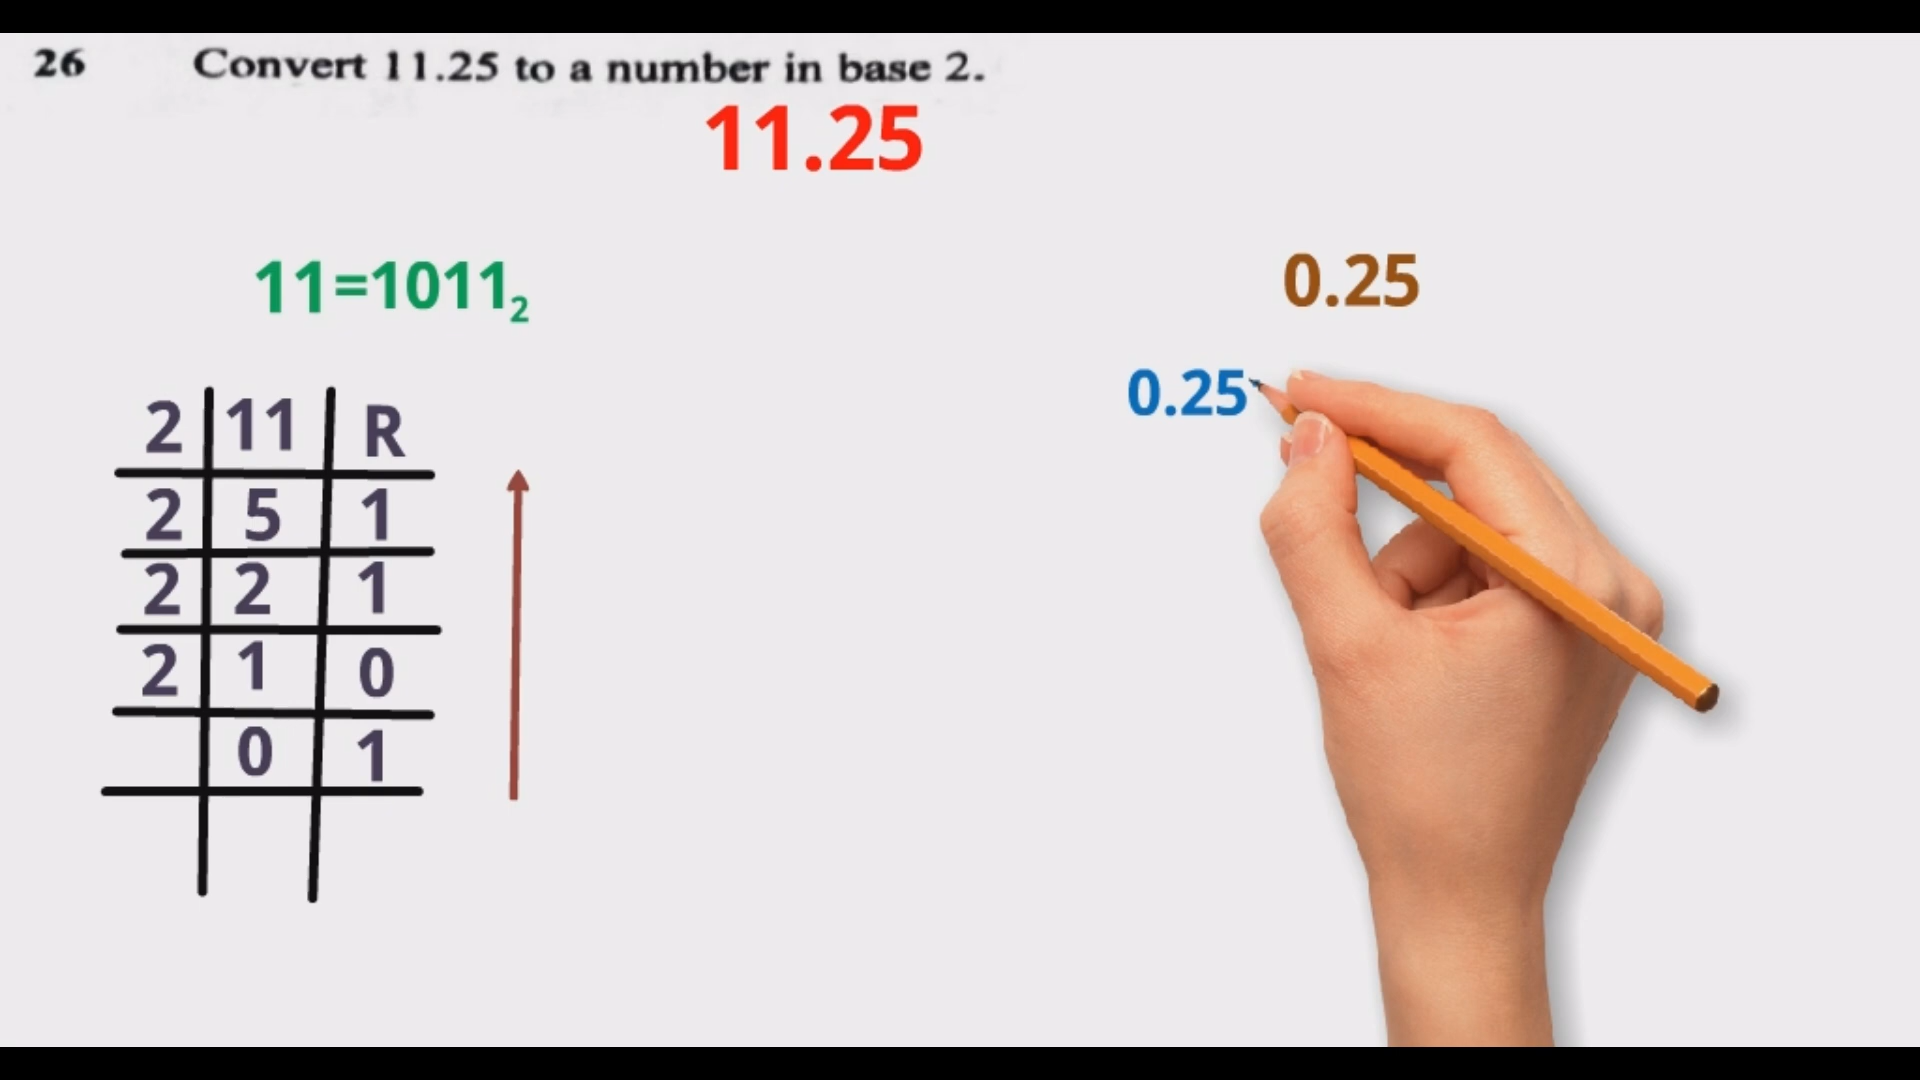 26 Convert 11.25 to a number in base 2.
11.25
11=1011₂
2 11 R
2 5 1
2 2 1
2 1 0
0 1
0.25
0.25